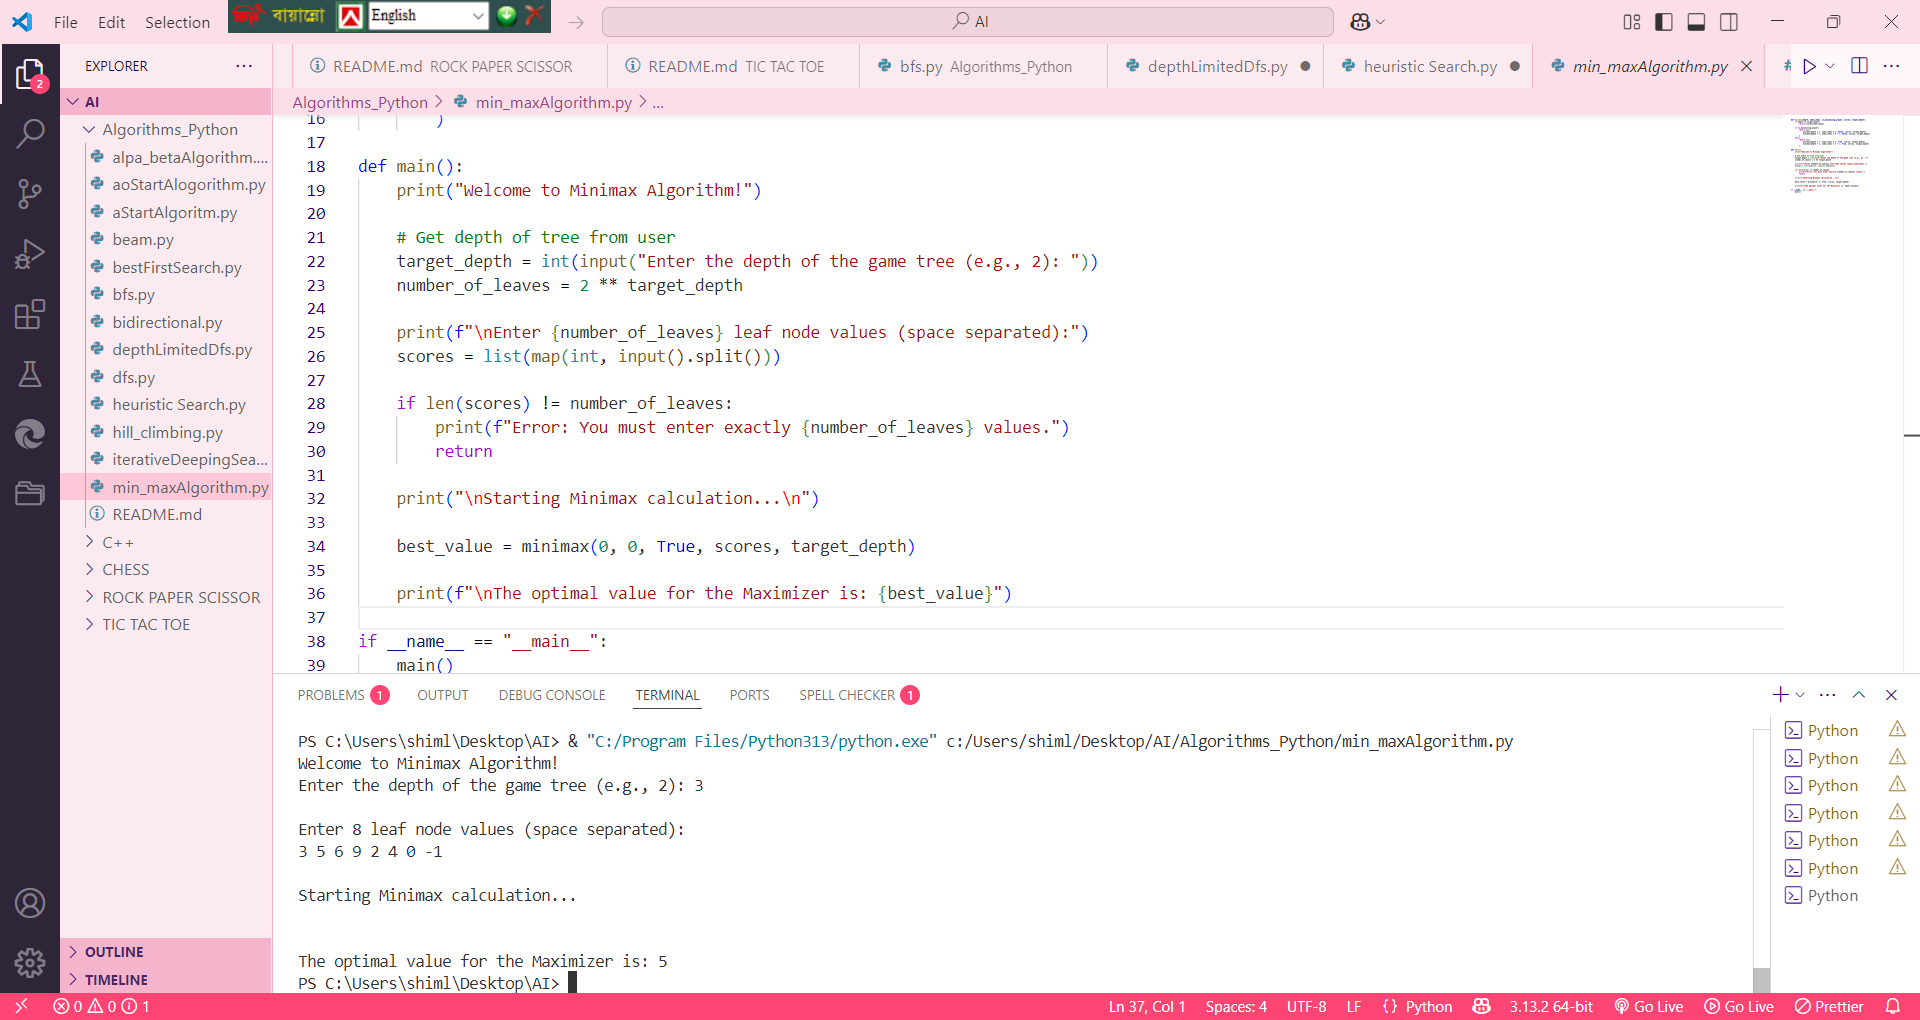 File Edit Selection
বায়ান্নো English
AI
EXPLORER
README.md ROCK PAPER SCISSOR
README.md TIC TAC TOE
bfs.py Algorithms_Python
depthLimitedDfs.py
heuristic Search.py
min_maxAlgorithm.py
AI
Algorithms_Python > min_maxAlgorithm.py > ...
Algorithms_Python
alpa_betaAlgorithm....
aoStartAlogorithm.py
aStartAlgoritm.py
beam.py
bestFirstSearch.py
bfs.py
bidirectional.py
depthLimitedDfs.py
dfs.py
heuristic Search.py
hill_climbing.py
iterativeDeepingSea...
min_maxAlgorithm.py
README.md
C++
CHESS
ROCK PAPER SCISSOR
TIC TAC TOE
OUTLINE
TIMELINE
16 )
17
18 def main():
19 print("Welcome to Minimax Algorithm!")
20
21 # Get depth of tree from user
22 target_depth = int(input("Enter the depth of the game tree (e.g., 2): "))
23 number_of_leaves = 2 ** target_depth
24
25 print(f"\nEnter {number_of_leaves} leaf node values (space separated):")
26 scores = list(map(int, input().split()))
27
28 if len(scores) != number_of_leaves:
29 print(f"Error: You must enter exactly {number_of_leaves} values.")
30 return
31
32 print("\nStarting Minimax calculation...\n")
33
34 best_value = minimax(0, 0, True, scores, target_depth)
35
36 print(f"\nThe optimal value for the Maximizer is: {best_value}")
37
38 if __name__ == "__main__":
39 main()
PROBLEMS 1 OUTPUT DEBUG CONSOLE TERMINAL PORTS SPELL CHECKER 1
PS C:\Users\shiml\Desktop\AI> & "C:/Program Files/Python313/python.exe" c:/Users/shiml/Desktop/AI/Algorithms_Python/min_maxAlgorithm.py
Welcome to Minimax Algorithm!
Enter the depth of the game tree (e.g., 2): 3
Enter 8 leaf node values (space separated):
3 5 6 9 2 4 0 -1
Starting Minimax calculation...
The optimal value for the Maximizer is: 5
PS C:\Users\shiml\Desktop\AI>
Python
Python
Python
Python
Python
Python
Python
2
0 0 1
Ln 37, Col 1 Spaces: 4 UTF-8 LF {} Python 3.13.2 64-bit Go Live Go Live Prettier